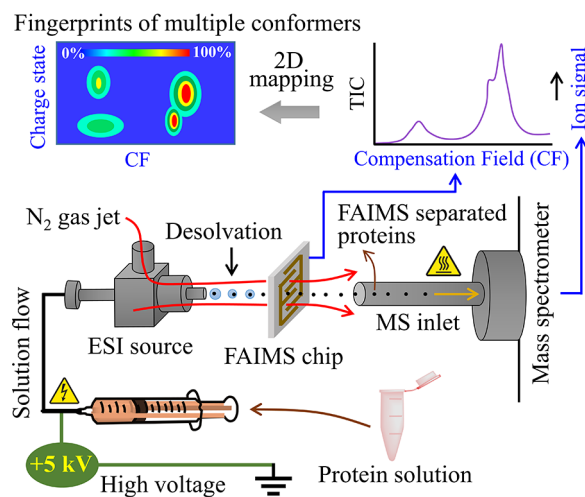 Fingerprints of multiple conformers
0%
100%
Charge state
CF
2D
mapping
TIC
Ion signal
Compensation Field (CF)
N2 gas jet
Desolvation
FAIMS separated
proteins
Mass spectrometer
MS inlet
ESI source
FAIMS chip
Solution flow
+5 kV
High voltage
Protein solution